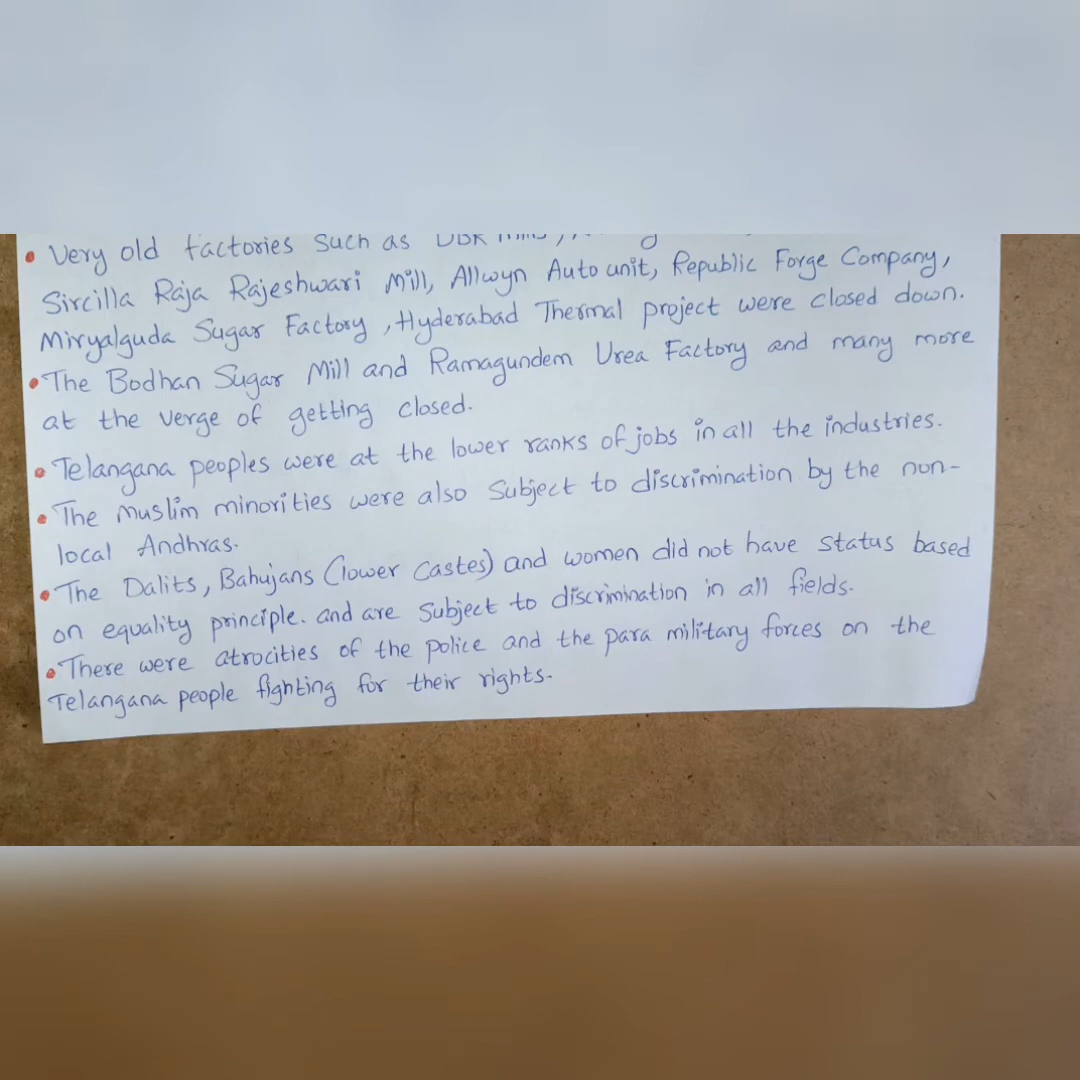 • Very old factories such as DBR
Sircilla Raja Rajeshwari Mill, Allwyn Auto unit, Republic Forge Company,
Miryalguda Sugar Factory, Hyderabad Thermal project were closed down.
• The Bodhan Sugar Mill and Ramagundem Urea Factory and many more
at the verge of getting closed.
• Telangana peoples were at the lower ranks of jobs in all the industries.
• The muslim minorities were also Subject to discrimination by the non-
local Andhras.
• The Dalits, Bahujans (lower Castes) and women did not have status based
on equality principle. and are Subject to discrimination in all fields.
• There were atrocities of the police and the para military forces on the
Telangana people fighting for their rights.